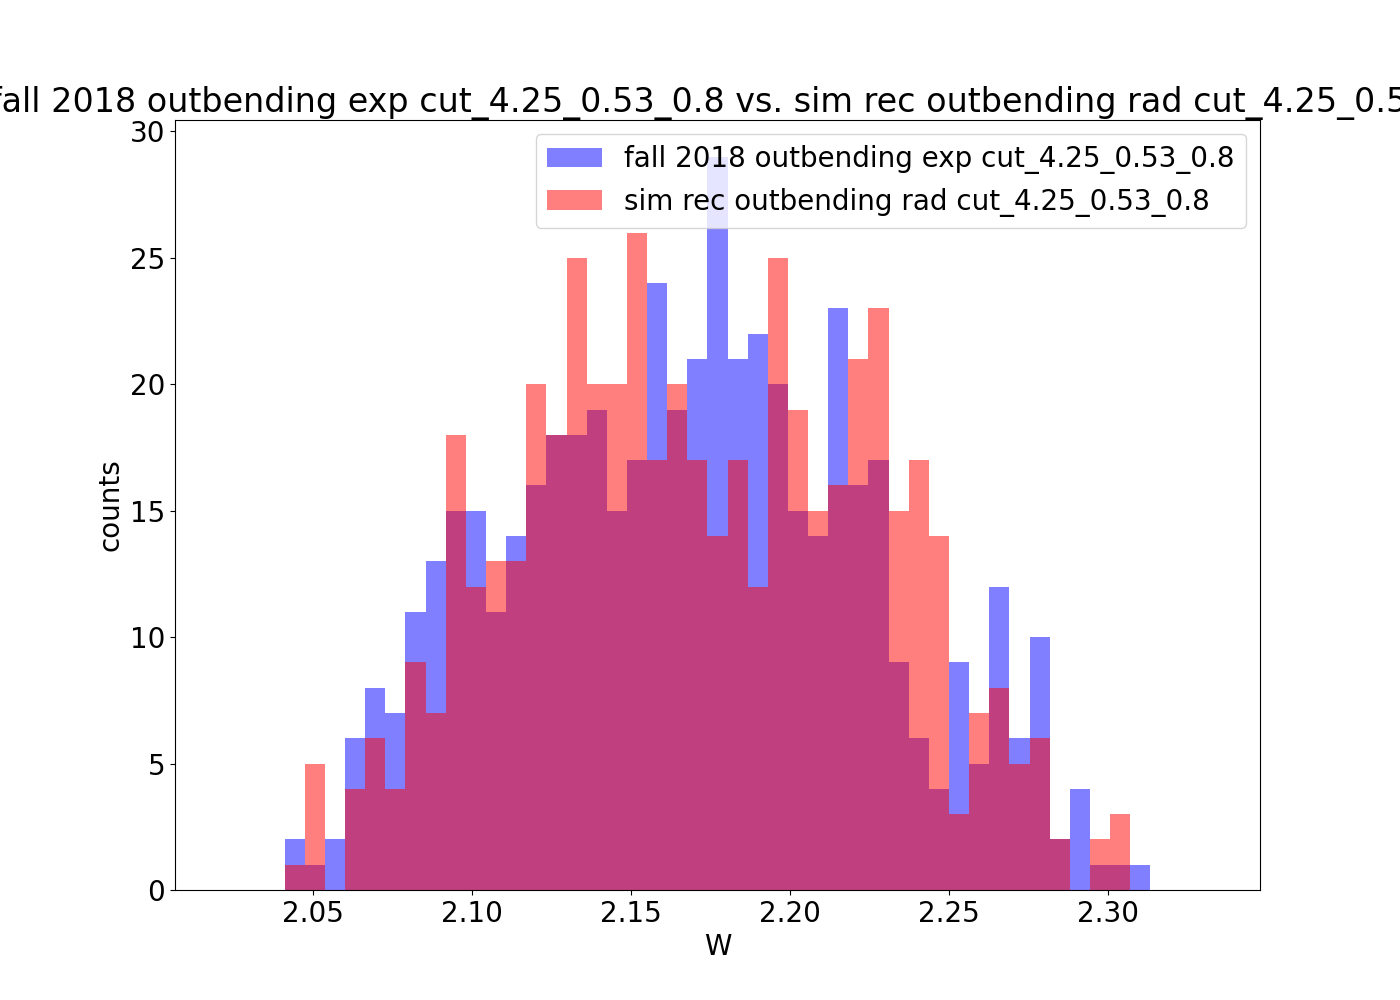 fall 2018 outbending exp cut_4.25_0.53_0.8 vs. sim rec outbending rad cut_4.25_0.5
30
25
20
15
10
5
0
counts
fall 2018 outbending exp cut_4.25_0.53_0.8
sim rec outbending rad cut_4.25_0.53_0.8
2.05 2.10 2.15 2.20 2.25 2.30
W